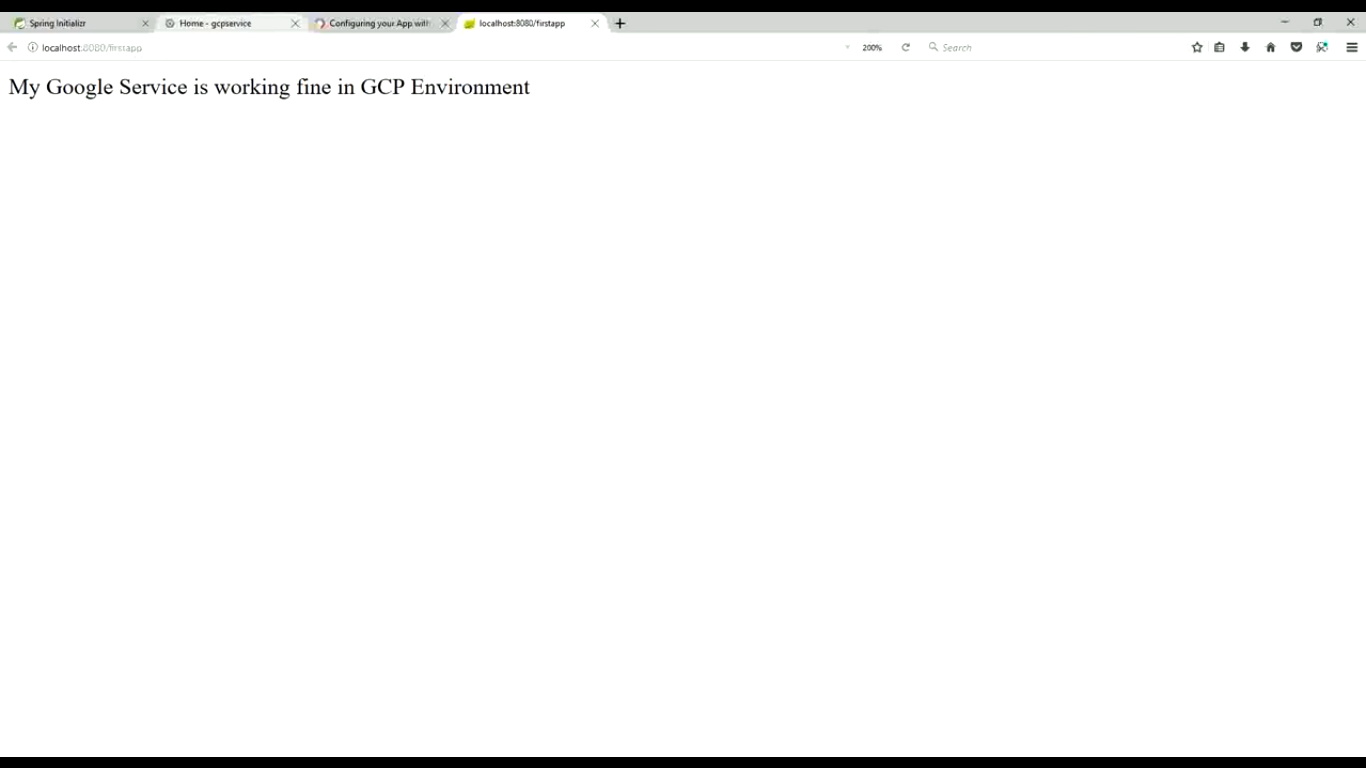 Spring Initializr
Home - gcpservice
Configuring your App with
localhost:8080/firstapp
localhost:8080/firstapp
200%
Search
My Google Service is working fine in GCP Environment